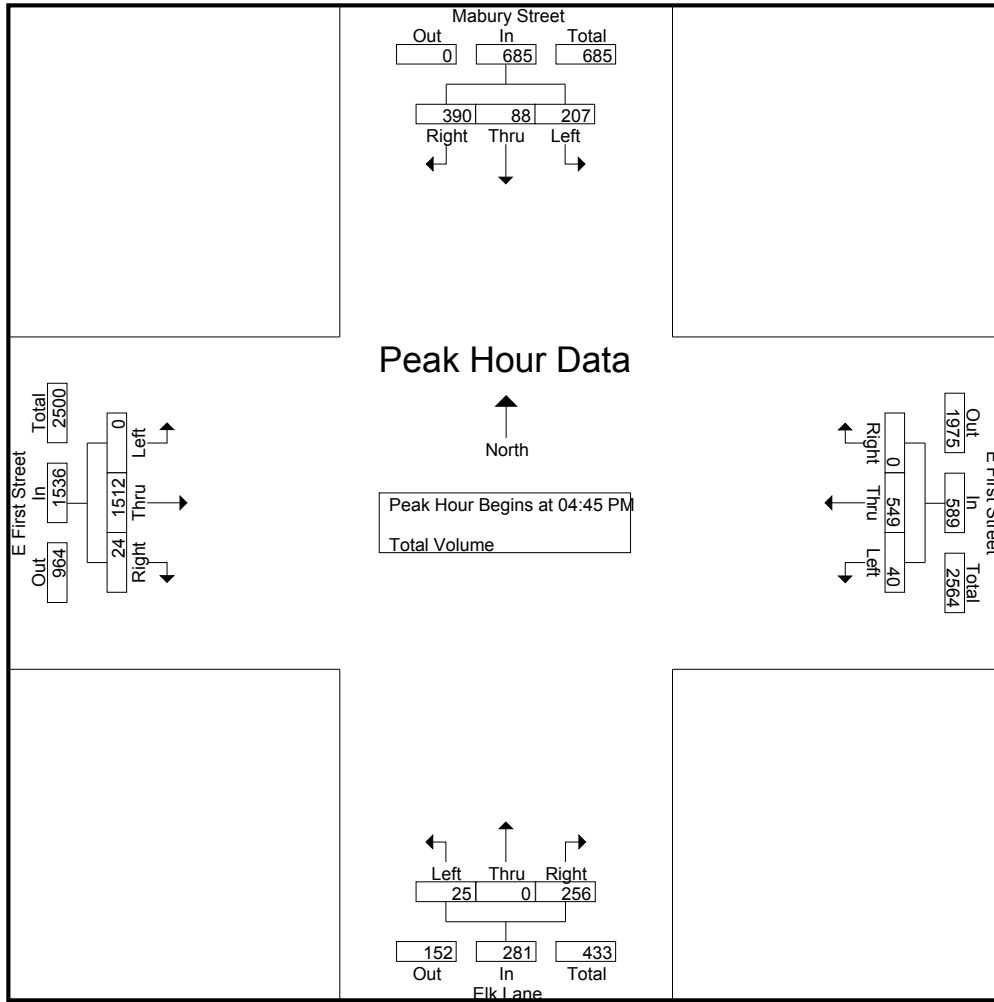 Mabury Street
Out In Total
0 685 685
390 88 207
Right Thru Left
Peak Hour Data
North
Peak Hour Begins at 04:45 PM
Total Volume
E First Street
Total In Out
2500 1536 964
0 1512 24
Left Thru Right
E First Street
Out In Total
1975 589 2564
0 549 40
Right Thru Left
Left Thru Right
25 0 256
152 281 433
Out In Total
Elk Lane